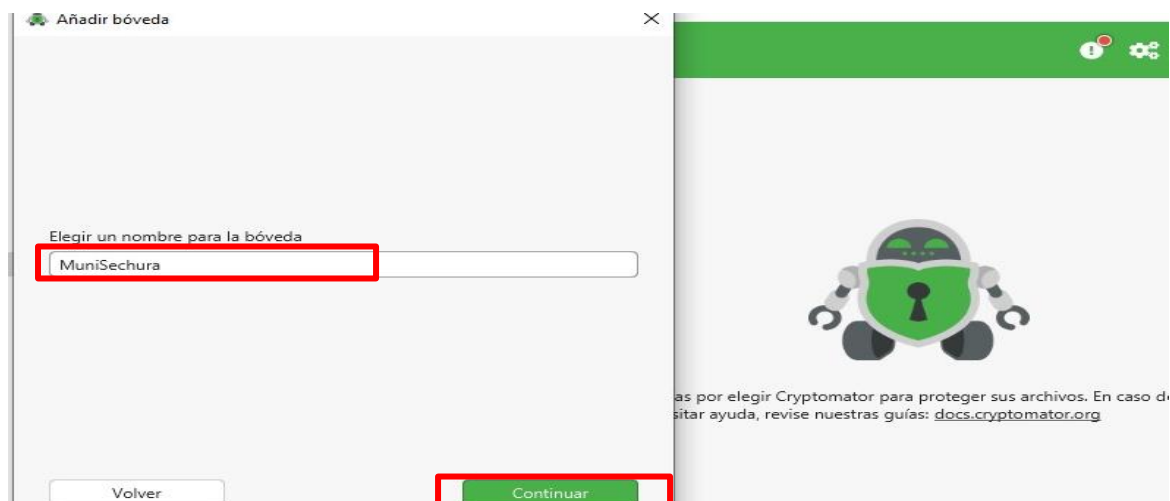 Añadir bóveda
Elegir un nombre para la bóveda
MuniSechura
as por elegir Cryptomator para proteger sus archivos. En caso de
sitar ayuda, revise nuestras guías: docs.cryptomator.org
Volver
Continuar